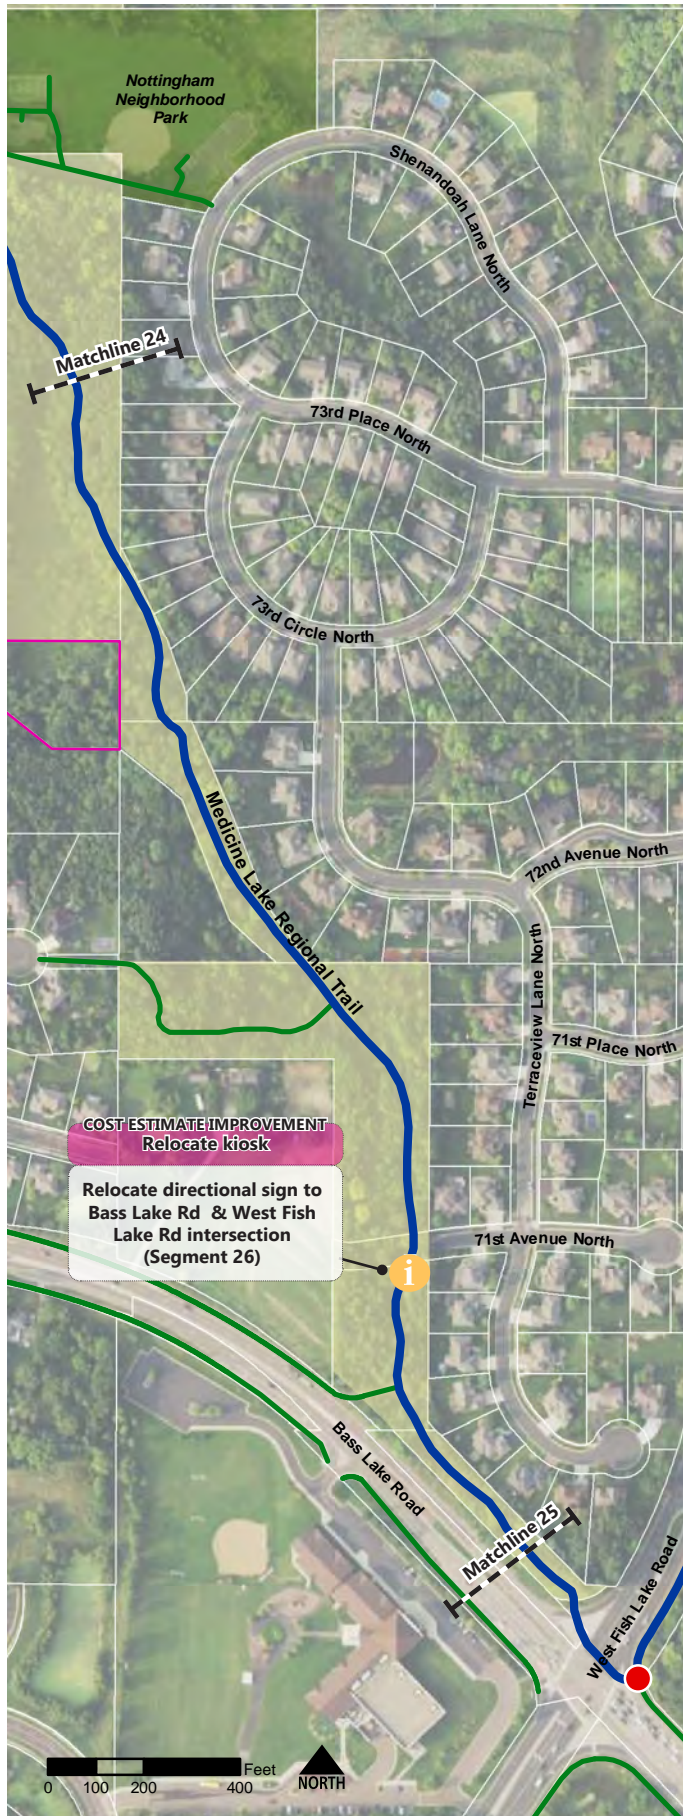 Nottingham
Neighborhood
Park
Shenandoah Lane North
Matchline 24
73rd Place North
73rd Circle North
Medicine Lake Regional Trail
72nd Avenue North
Terraceview Lane North
71st Place North
COST ESTIMATE IMPROVEMENT
Relocate kiosk
Relocate directional sign to
Bass Lake Rd & West Fish
Lake Rd intersection
(Segment 26)
71st Avenue North
i
Bass Lake Road
Matchline 25
West Fish Lake Road
Feet
0 100 200 400
NORTH